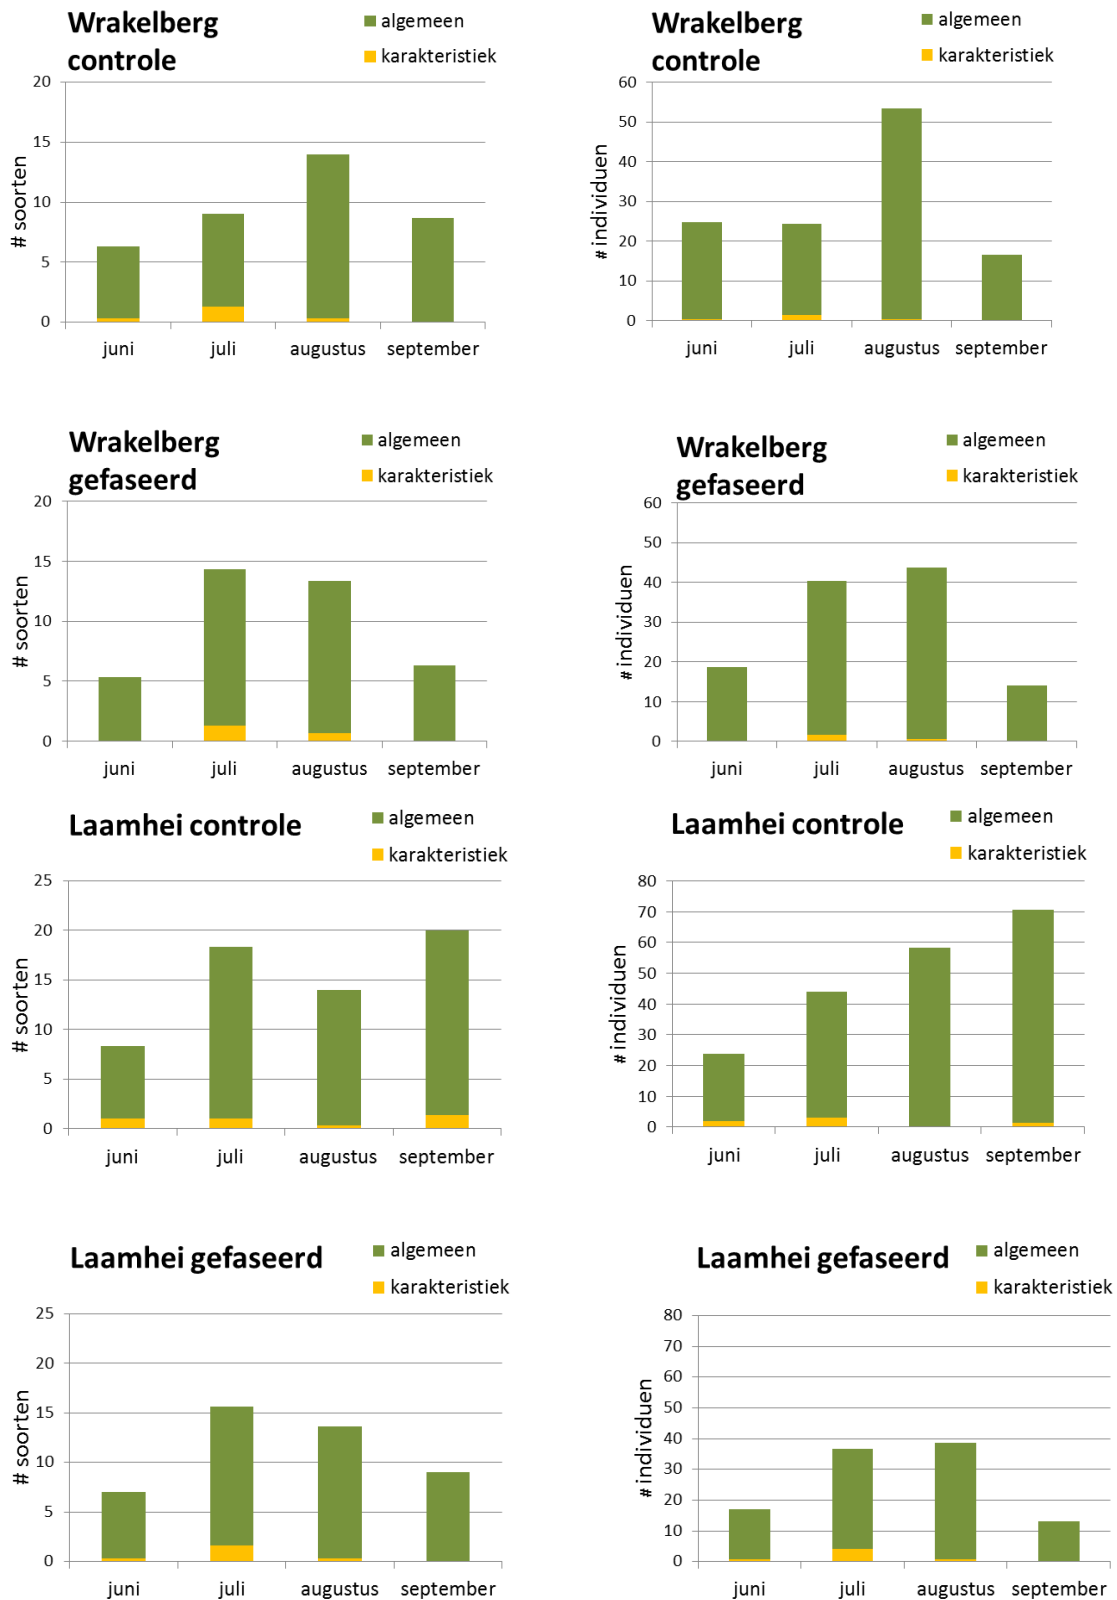 Wrakelberg
controle
algemeen
karakteristiek
20
15
10
5
0
# soorten
juni juli augustus september
Wrakelberg
controle
algemeen
karakteristiek
60
50
40
30
20
10
0
# individuen
juni juli augustus september
Wrakelberg
gefaseerd
algemeen
karakteristiek
20
15
10
5
0
# soorten
juni juli augustus september
Wrakelberg
gefaseerd
algemeen
karakteristiek
60
50
40
30
20
10
0
# individuen
juni juli augustus september
Laamhei controle
algemeen
karakteristiek
25
20
15
10
5
0
# soorten
juni juli augustus september
Laamhei controle
algemeen
karakteristiek
80
70
60
50
40
30
20
10
0
# individuen
juni juli augustus september
Laamhei gefaseerd
algemeen
karakteristiek
25
20
15
10
5
0
# soorten
juni juli augustus september
Laamhei gefaseerd
algemeen
karakteristiek
80
70
60
50
40
30
20
10
0
# individuen
juni juli augustus september